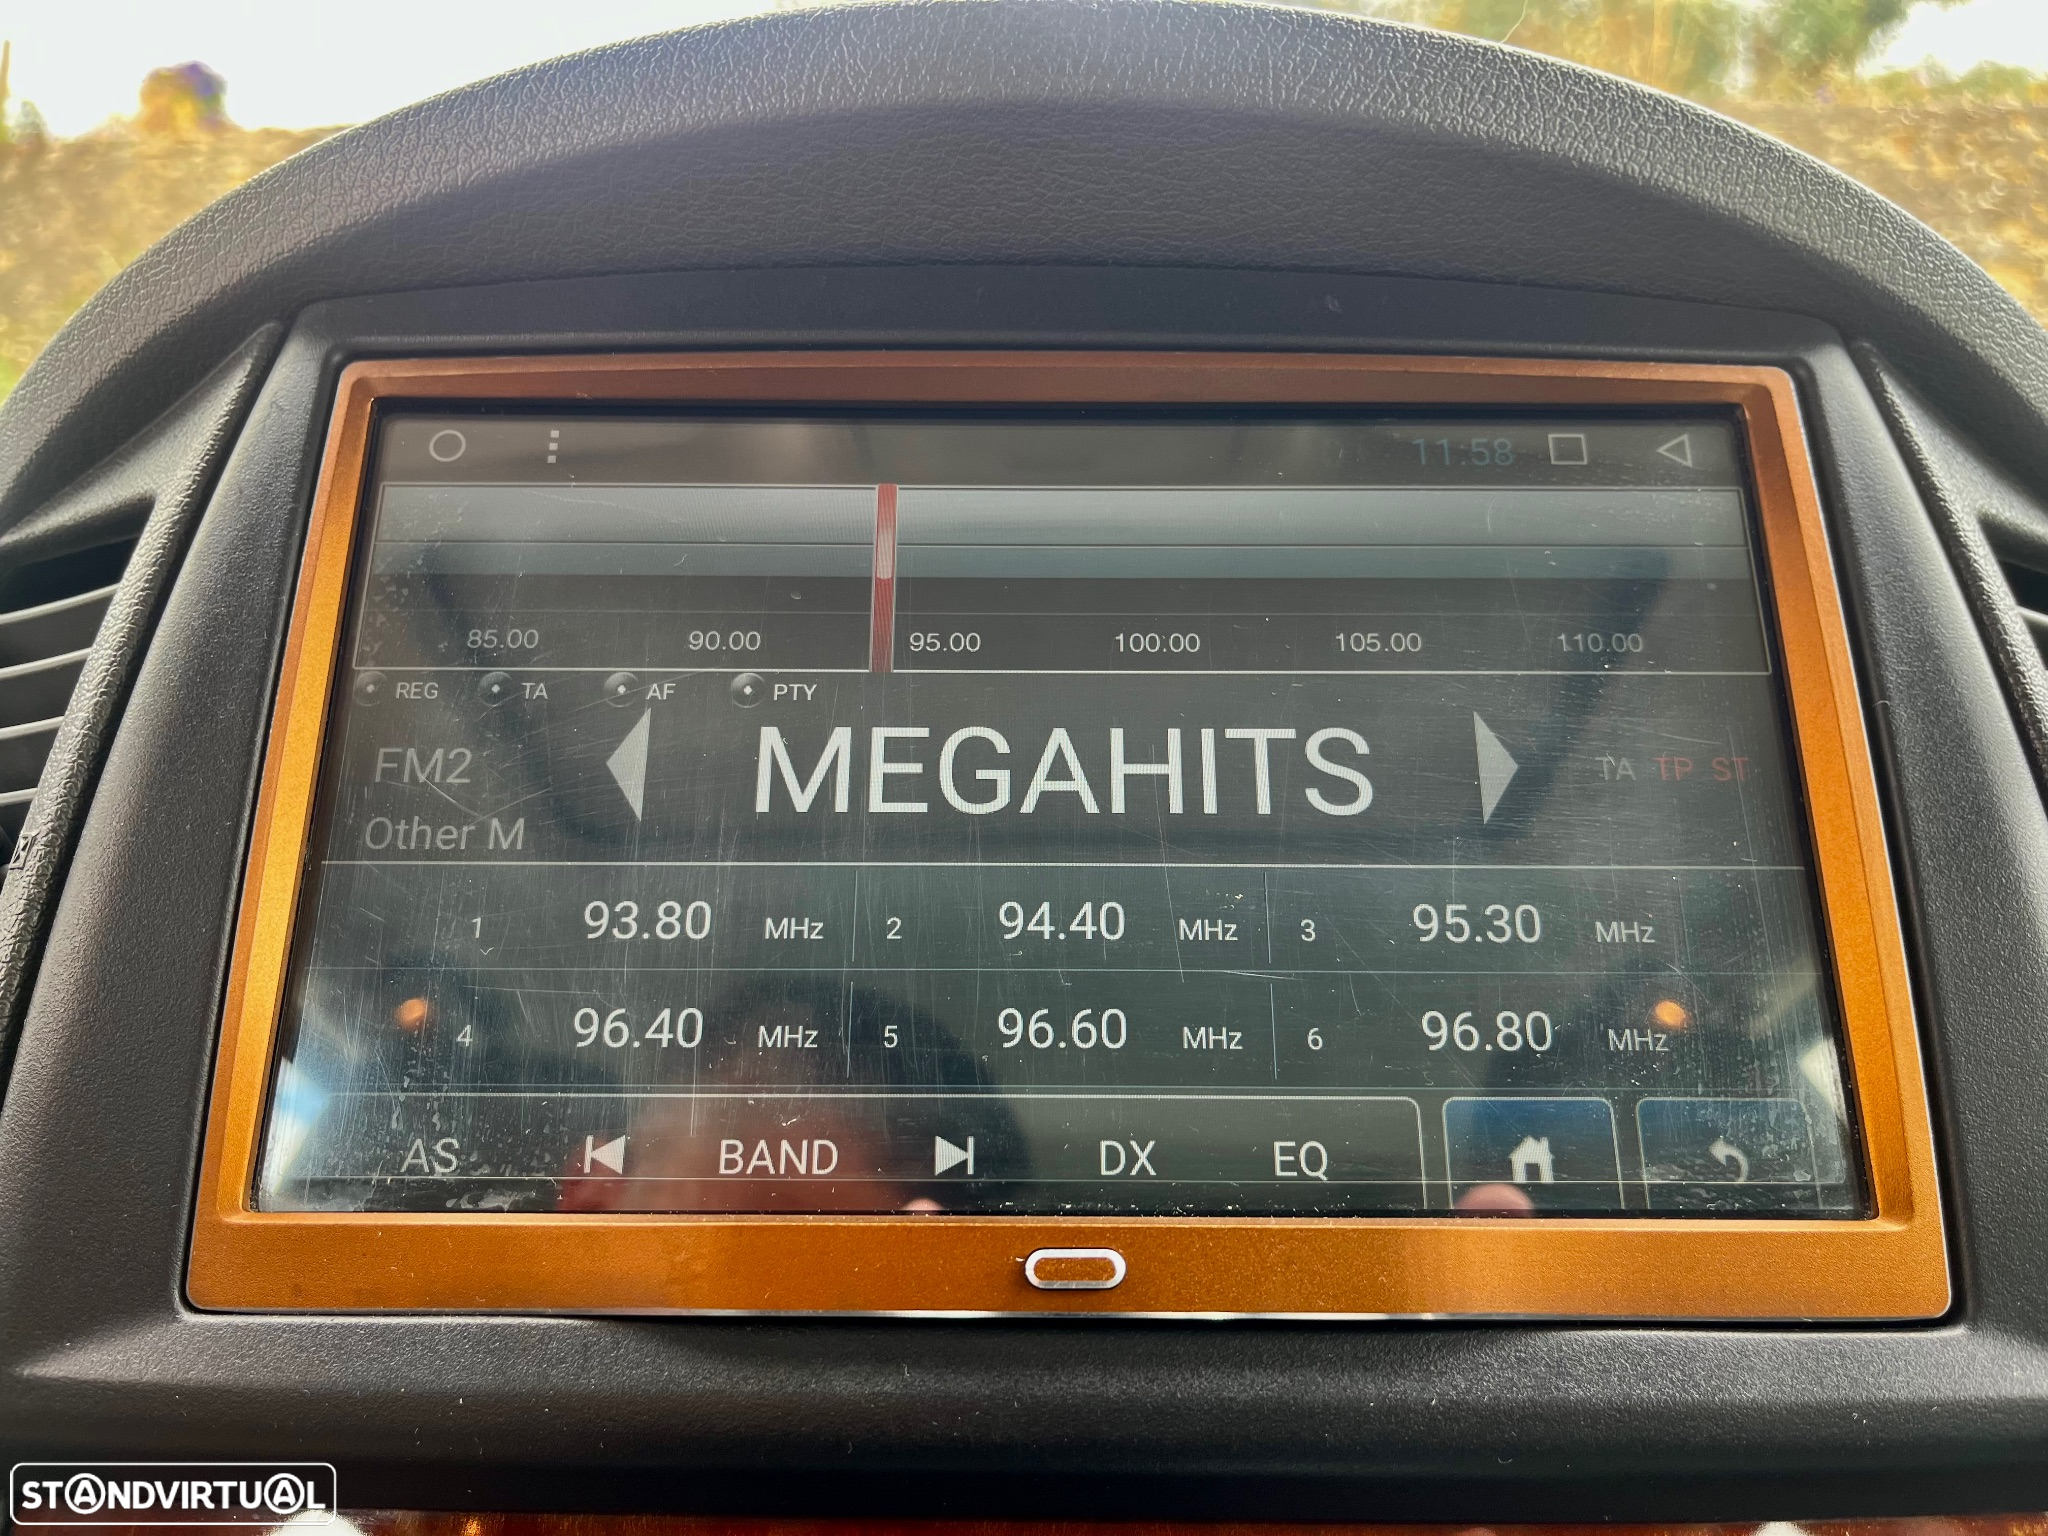 11:58
85.00 90.00 95.00 100.00 105.00 110.00
REG TA AF PTY
FM2 MEGAHITS TA TP ST
Other M
1 93.80 MHz 2 94.40 MHz 3 95.30 MHz
4 96.40 MHz 5 96.60 MHz 6 96.80 MHz
AS BAND DX EQ
STANDVIRTUAL